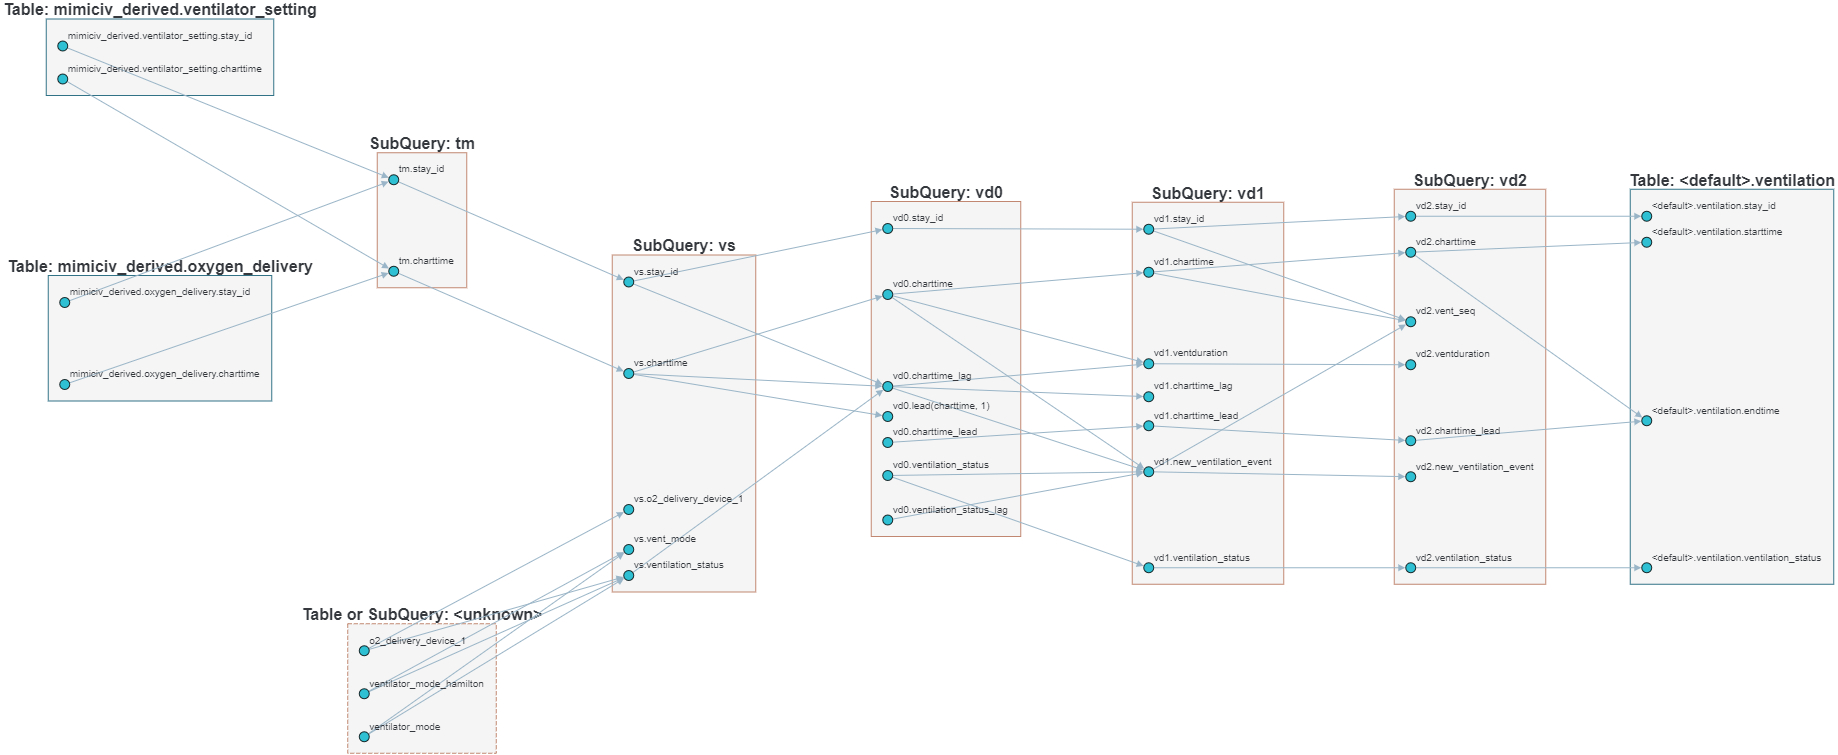 Table: mimiciv_derived.ventilator_setting
mimiciv_derived.ventilator_setting.stay_id
mimiciv_derived.ventilator_setting.charttime
Table: mimiciv_derived.oxygen_delivery
mimiciv_derived.oxygen_delivery.stay_id
mimiciv_derived.oxygen_delivery.charttime
SubQuery: tm
tm.stay_id
tm.charttime
Table or SubQuery: <unknown>
o2_delivery_device_1
ventilator_mode_hamilton
ventilator_mode
SubQuery: vs
vs.stay_id
vs.charttime
vs.o2_delivery_device_1
vs.vent_mode
vs.ventilation_status
SubQuery: vd0
vd0.stay_id
vd0.charttime
vd0.charttime_lag
vd0.lead(charttime, 1)
vd0.charttime_lead
vd0.ventilation_status
vd0.ventilation_status_lag
SubQuery: vd1
vd1.stay_id
vd1.charttime
vd1.ventduration
vd1.charttime_lag
vd1.charttime_lead
vd1.new_ventilation_event
vd1.ventilation_status
SubQuery: vd2
vd2.stay_id
vd2.charttime
vd2.vent_seq
vd2.ventduration
vd2.charttime_lead
vd2.new_ventilation_event
vd2.ventilation_status
Table: <default>.ventilation
<default>.ventilation.stay_id
<default>.ventilation.starttime
<default>.ventilation.endtime
<default>.ventilation.ventilation_status